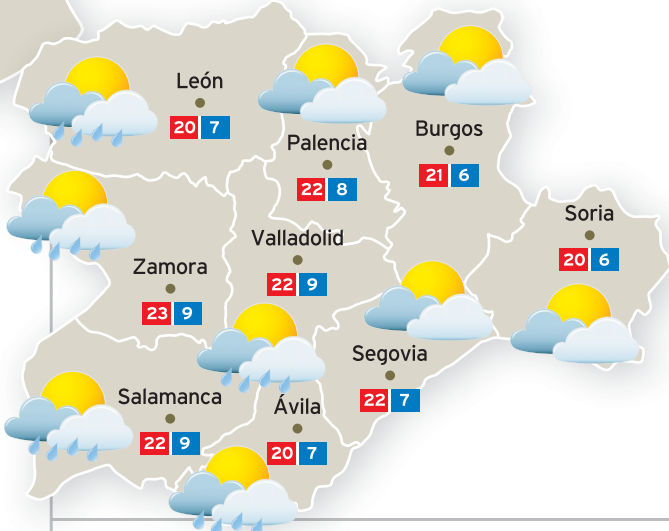 León
20 7
Palencia
22 8
Burgos
21 6
Soria
20 6
Valladolid
22 9
Zamora
23 9
Segovia
22 7
Salamanca
22 9
Ávila
20 7